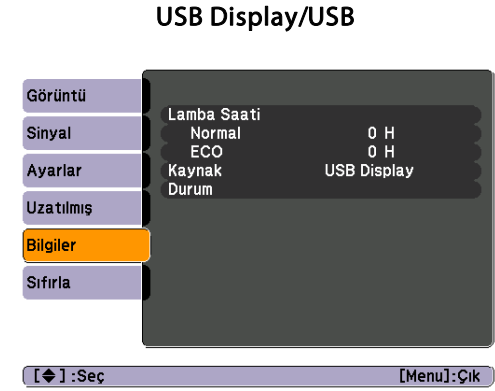 USB Display/USB
Görüntü
Sinyal
Ayarlar
Uzatılmış
Bilgiler
Sıfırla
Lamba Saati
Normal 0 H
ECO 0 H
Kaynak USB Display
Durum
[◆] :Seç [Menu]:Çık